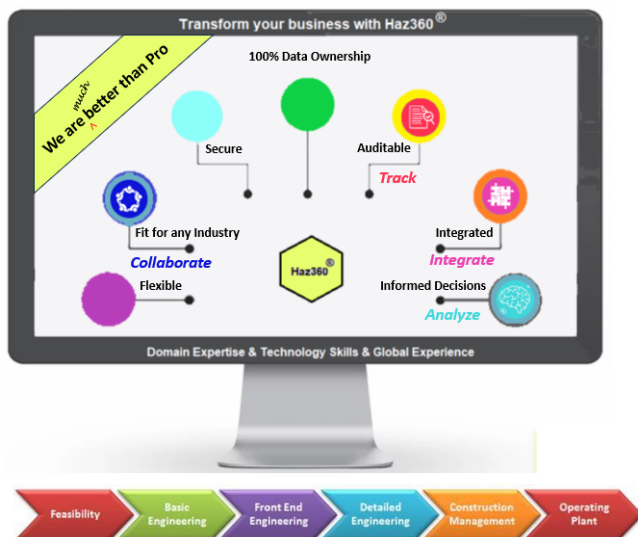 Transform your business with Haz360®
We are much better than Pro
100% Data Ownership
Secure
Auditable
Track
Fit for any Industry
Collaborate
Integrated
Integrate
Haz360®
Flexible
Informed Decisions
Analyze
Domain Expertise & Technology Skills & Global Experience
Feasibility
Basic
Engineering
Front End
Engineering
Detailed
Engineering
Construction
Management
Operating
Plant